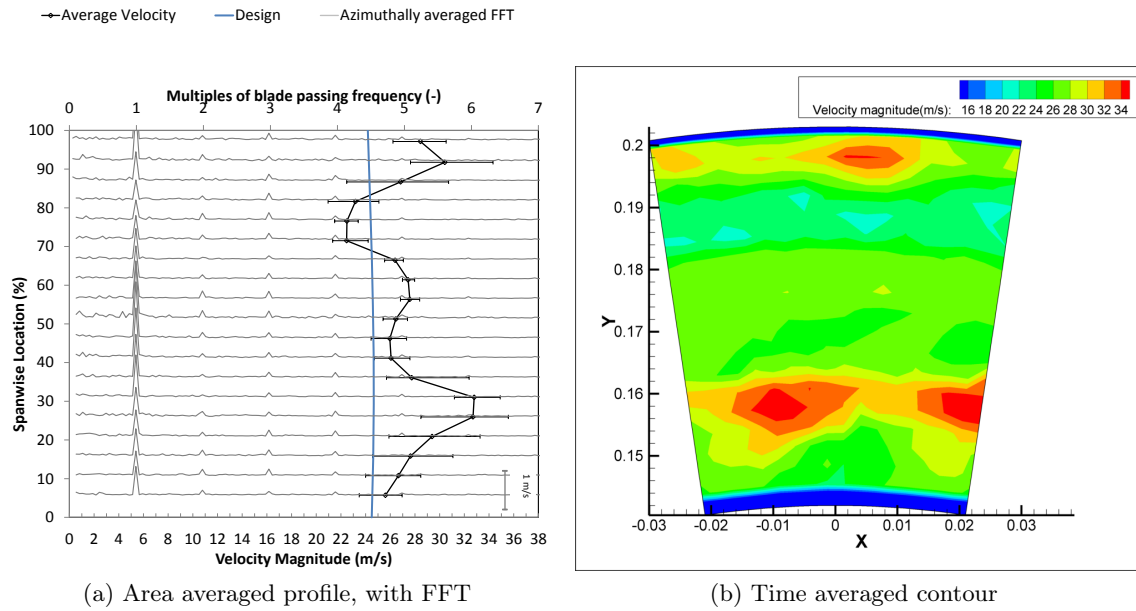 Average Velocity Design Azimuthally averaged FFT
Multiples of blade passing frequency (-)
0 1 2 3 4 5 6 7
100
90
80
70
60
50
40
30
20
10
0
Spanwise Location (%)
1 m/s
0 2 4 6 8 10 12 14 16 18 20 22 24 26 28 30 32 34 36 38
Velocity Magnitude (m/s)
(a) Area averaged profile, with FFT
Velocity magnitude(m/s): 16 18 20 22 24 26 28 30 32 34
0.2
0.19
0.18
0.17
0.16
0.15
Y
-0.03 -0.02 -0.01 0 0.01 0.02 0.03
X
(b) Time averaged contour